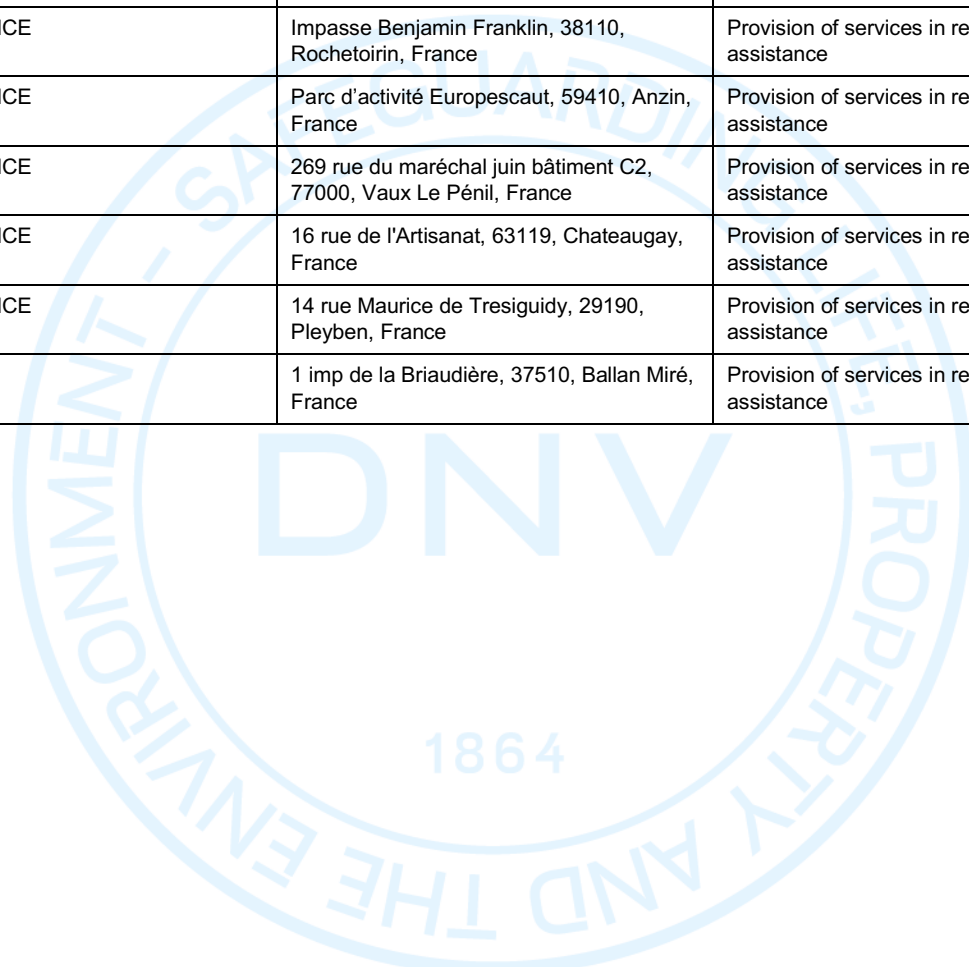 ICE
Impasse Benjamin Franklin, 38110,
Rochetoirin, France
Provision of services in re
assistance
ICE
Parc d’activité Europescaut, 59410, Anzin,
France
Provision of services in re
assistance
ICE
269 rue du maréchal juin bâtiment C2,
77000, Vaux Le Pénil, France
Provision of services in re
assistance
ICE
16 rue de l'Artisanat, 63119, Chateaugay,
France
Provision of services in re
assistance
ICE
14 rue Maurice de Tresiguidy, 29190,
Pleyben, France
Provision of services in re
assistance
1 imp de la Briaudière, 37510, Ballan Miré,
France
Provision of services in re
assistance
SAFEGUARDING LIFE, PROPERTY AND THE ENVIRONMENT -
DNV
1864